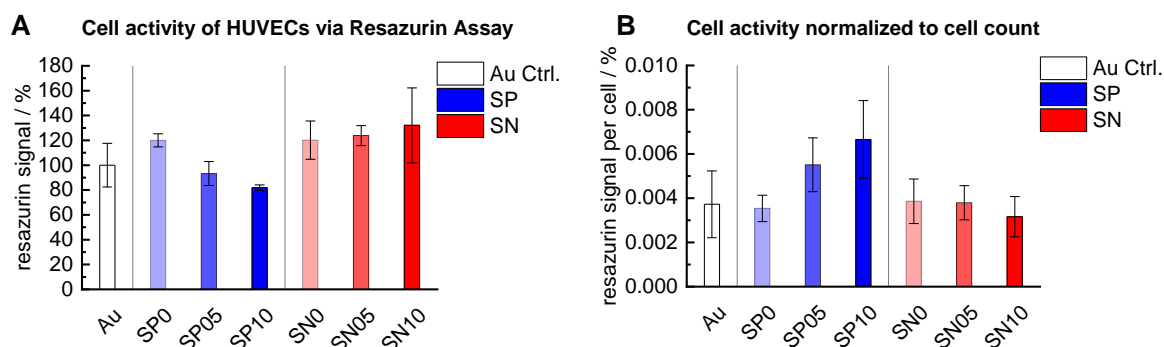 A Cell activity of HUVECs via Resazurin Assay
resazurin signal / %
180
160
140
120
100
80
60
40
20
0
Au SP0 SP05 SP10 SN0 SN05 SN10
Au Ctrl.
SP
SN
B Cell activity normalized to cell count
resazurin signal per cell / %
0.010
0.008
0.006
0.004
0.002
0.000
Au SP0 SP05 SP10 SN0 SN05 SN10
Au Ctrl.
SP
SN